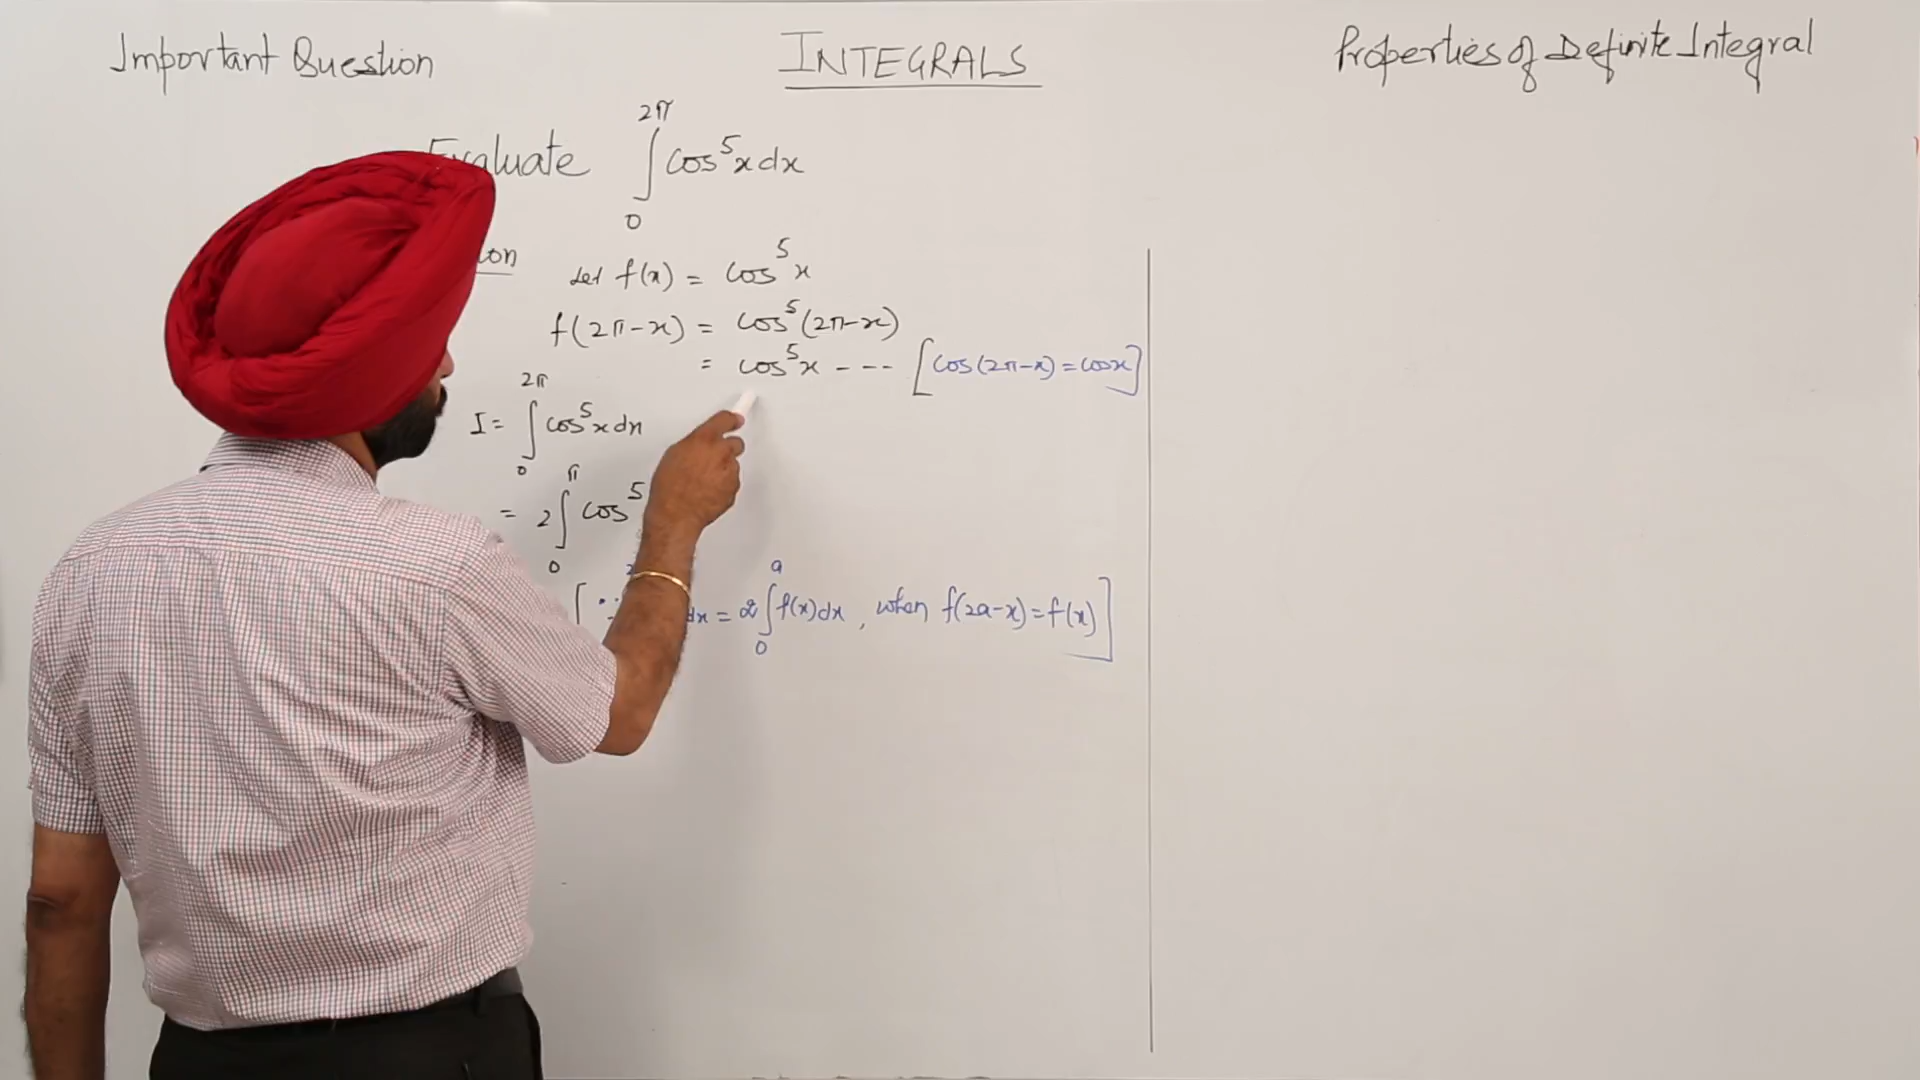 Important Question
INTEGRALS
Properties of Definite Integral
Evaluate ∫₀^2π cos⁵x dx
let f(x) = cos⁵x
f(2π-x) = cos⁵(2π-x)
= cos⁵x --- [cos(2π-x)=cosx]
I = ∫₀^2π cos⁵x dx
= 2∫₀^π cos⁵
[∵ dx = 2∫₀^a f(x)dx, when f(2a-x)=f(x)]